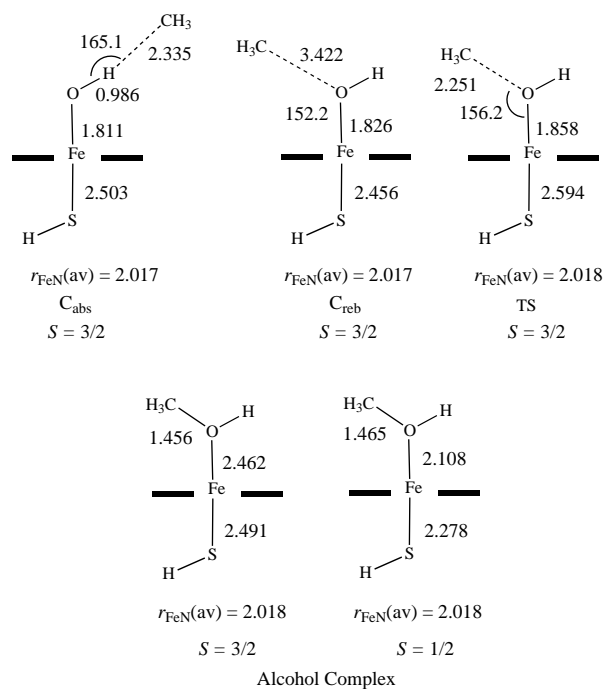 CH3
165.1
H
2.335
O
0.986
1.811
Fe
2.503
S
H
rFeN(av) = 2.017
Cabs
S = 3/2
H3C
3.422
H
O
152.2
1.826
Fe
2.456
S
H
rFeN(av) = 2.017
Creb
S = 3/2
H3C
H
2.251
O
156.2
1.858
Fe
2.594
S
H
rFeN(av) = 2.018
TS
S = 3/2
H3C
H
1.456
O
2.462
Fe
2.491
S
H
rFeN(av) = 2.018
S = 3/2
H3C
H
1.465
O
2.108
Fe
2.278
S
H
rFeN(av) = 2.018
S = 1/2
Alcohol Complex